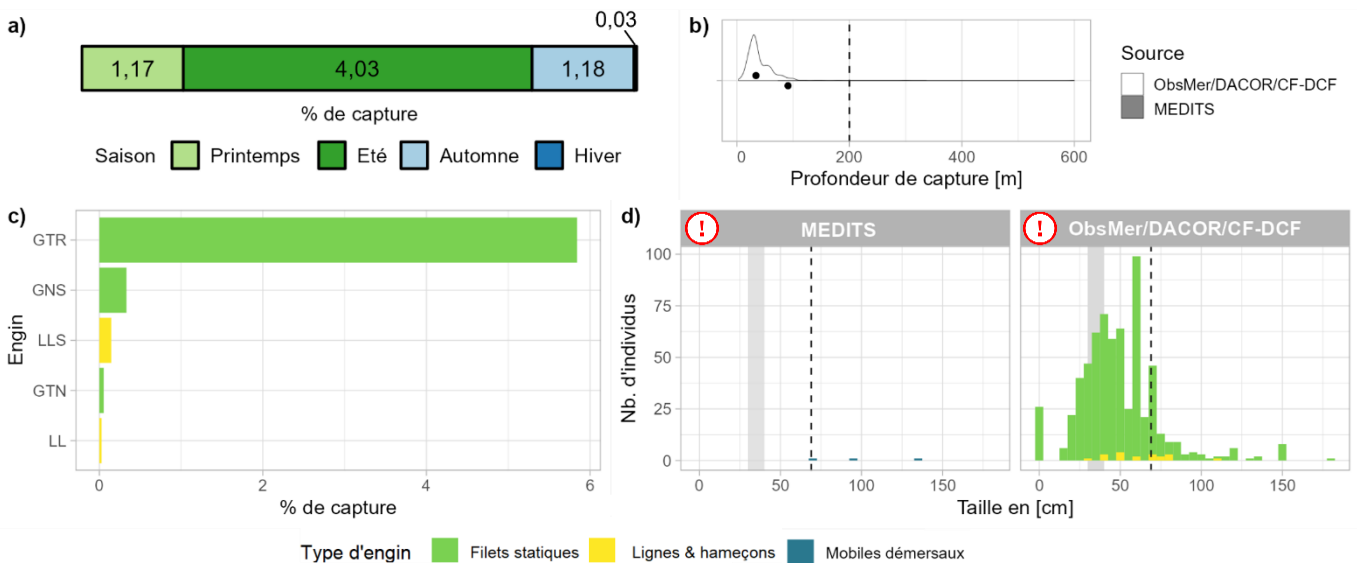 a)
0,03
1,17
4,03
1,18
% de capture
Saison
Printemps
Eté
Automne
Hiver
b)
0
200
400
600
Profondeur de capture [m]
Source
ObsMer/DACOR/CF-DCF
MEDITS
c)
Engin
GTR
GNS
LLS
GTN
LL
0
2
4
6
% de capture
d)
!
MEDITS
!
ObsMer/DACOR/CF-DCF
Nb. d'individus
100
75
50
25
0
0
50
100
150
0
50
100
150
Taille en [cm]
Type d'engin
Filets statiques
Lignes & hameçons
Mobiles démersaux